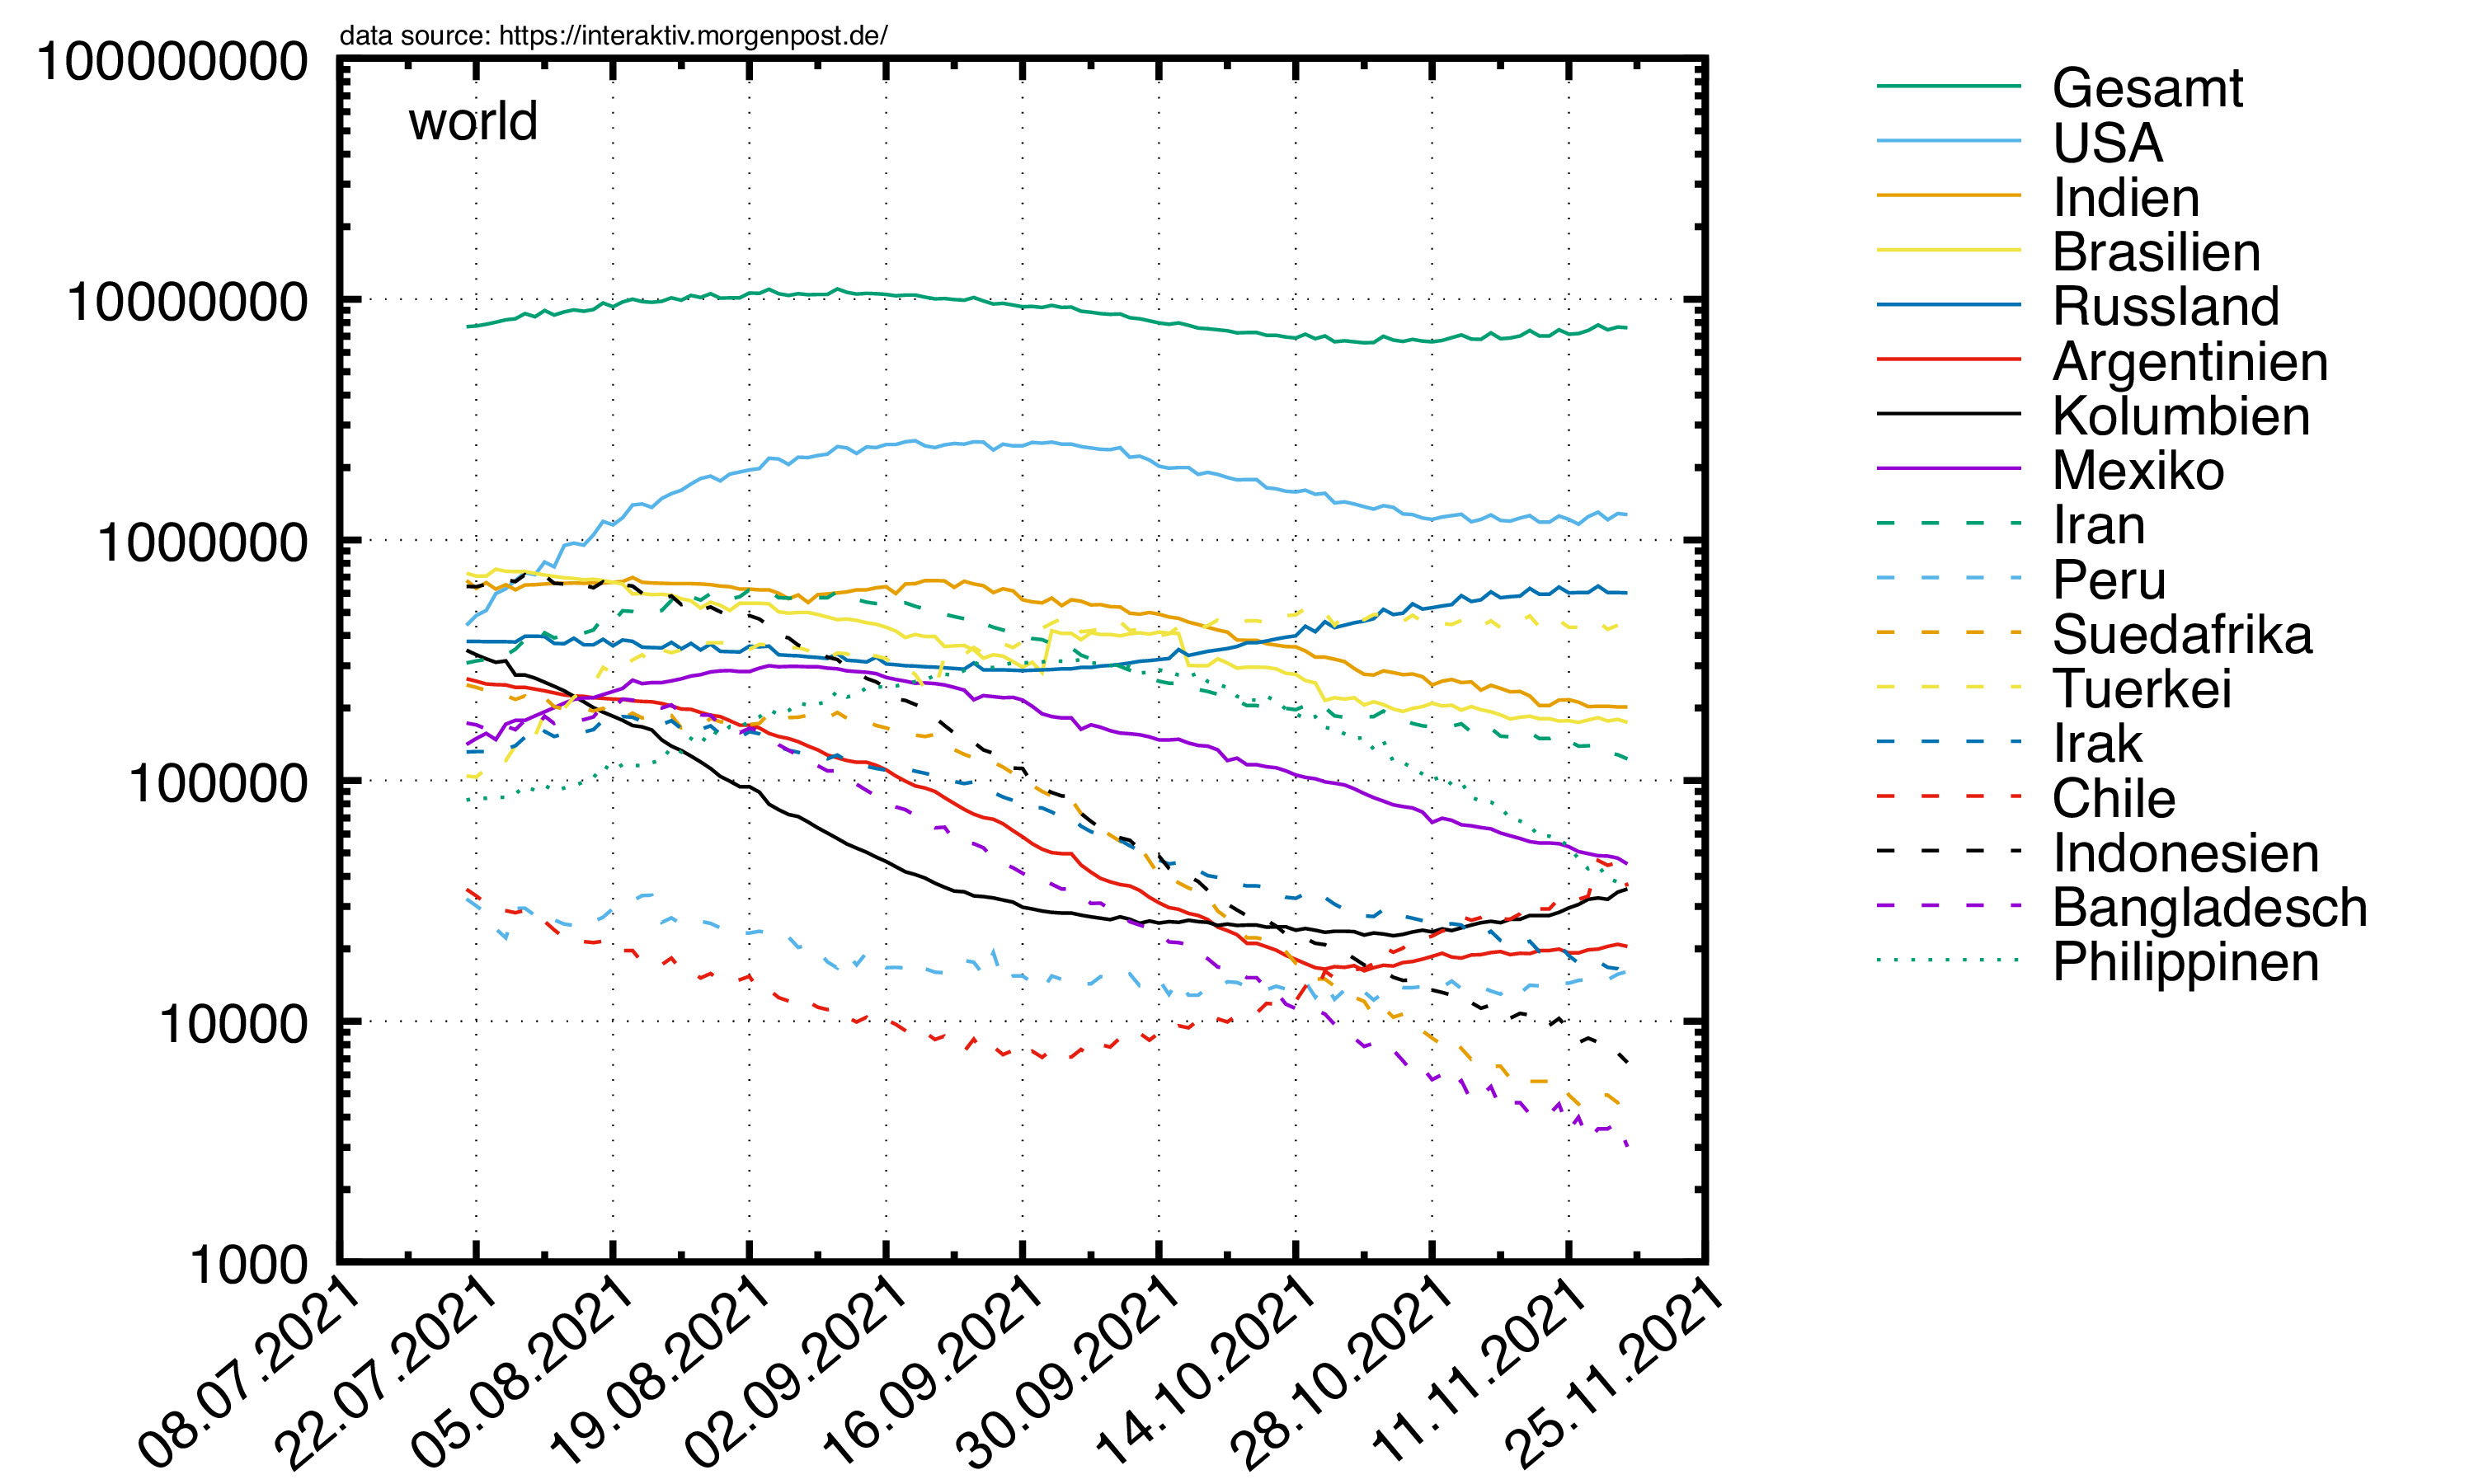 data source: https://interaktiv.morgenpost.de/
world
100000000
10000000
1000000
100000
10000
1000
08.07.2021
22.07.2021
05.08.2021
19.08.2021
02.09.2021
16.09.2021
30.09.2021
14.10.2021
28.10.2021
11.11.2021
25.11.2021
Gesamt
USA
Indien
Brasilien
Russland
Argentinien
Kolumbien
Mexiko
Iran
Peru
Suedafrika
Tuerkei
Irak
Chile
Indonesien
Bangladesch
Philippinen